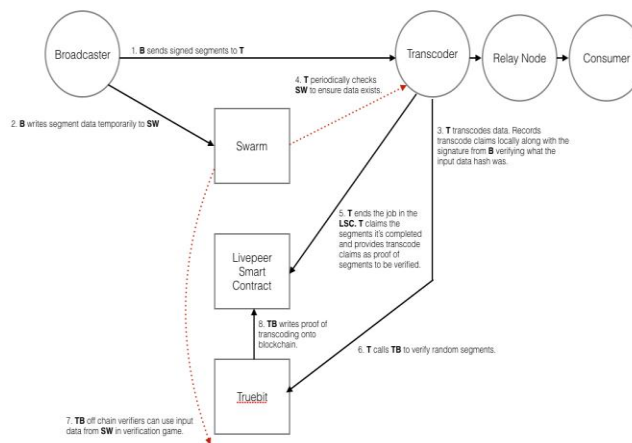 Broadcaster
1. B sends signed segments to T
Transcoder
Relay Node
Consumer
4. T periodically checks
SW to ensure data exists.
2. B writes segment data temporarily to SW
Swarm
3. T transcodes data. Records
transcode claims locally along with the
signature from B verifying what the
input data hash was.
5. T ends the job in the
LSC. T claims the
segments it's completed
and provides transcode
claims as proof of
segments to be verified.
Livepeer
Smart
Contract
8. TB writes proof of
transcoding onto
blockchain.
6. T calls TB to verify random segments.
Truebit
7. TB off chain verifiers can use input
data from SW in verification game.